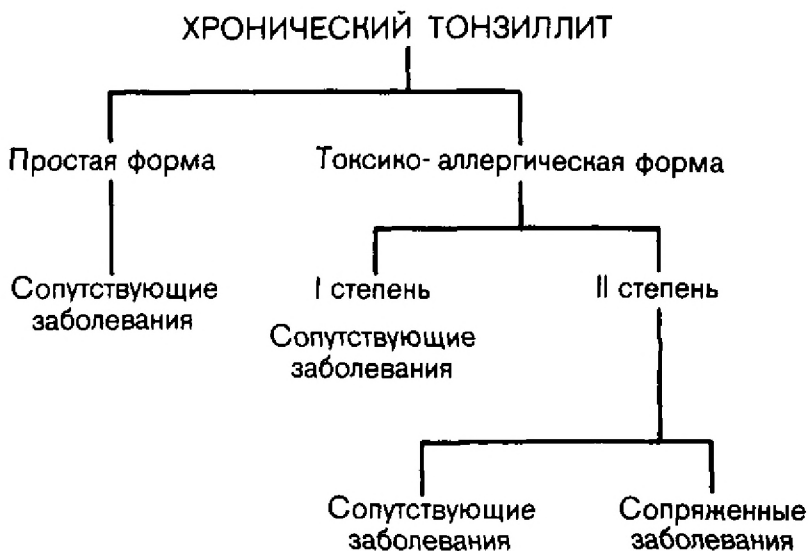 ХРОНИЧЕСКИЙ ТОНЗИЛЛИТ
Простая форма
Токсико- аллергическая форма
Сопутствующие
заболевания
I степень
Сопутствующие
заболевания
II степень
Сопутствующие
заболевания
Сопряженные
заболевания